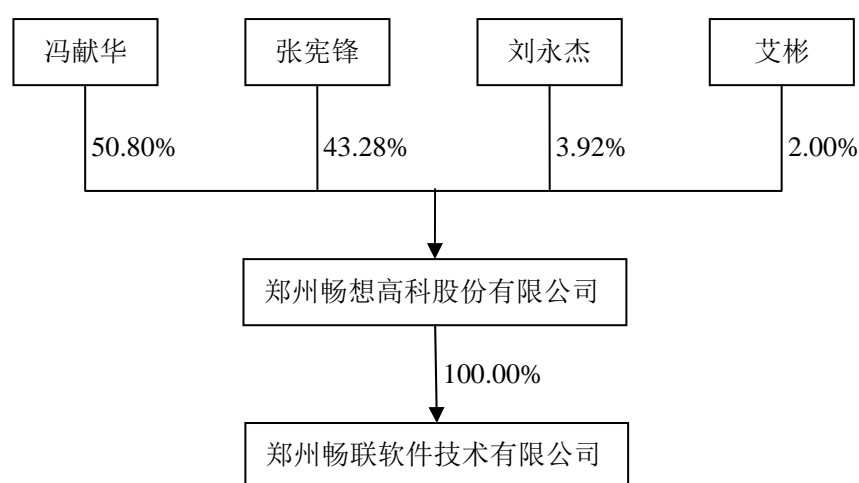 冯献华 张宪锋 刘永杰 艾彬
50.80% 43.28% 3.92% 2.00%
郑州畅想高科股份有限公司
100.00%
郑州畅联软件技术有限公司